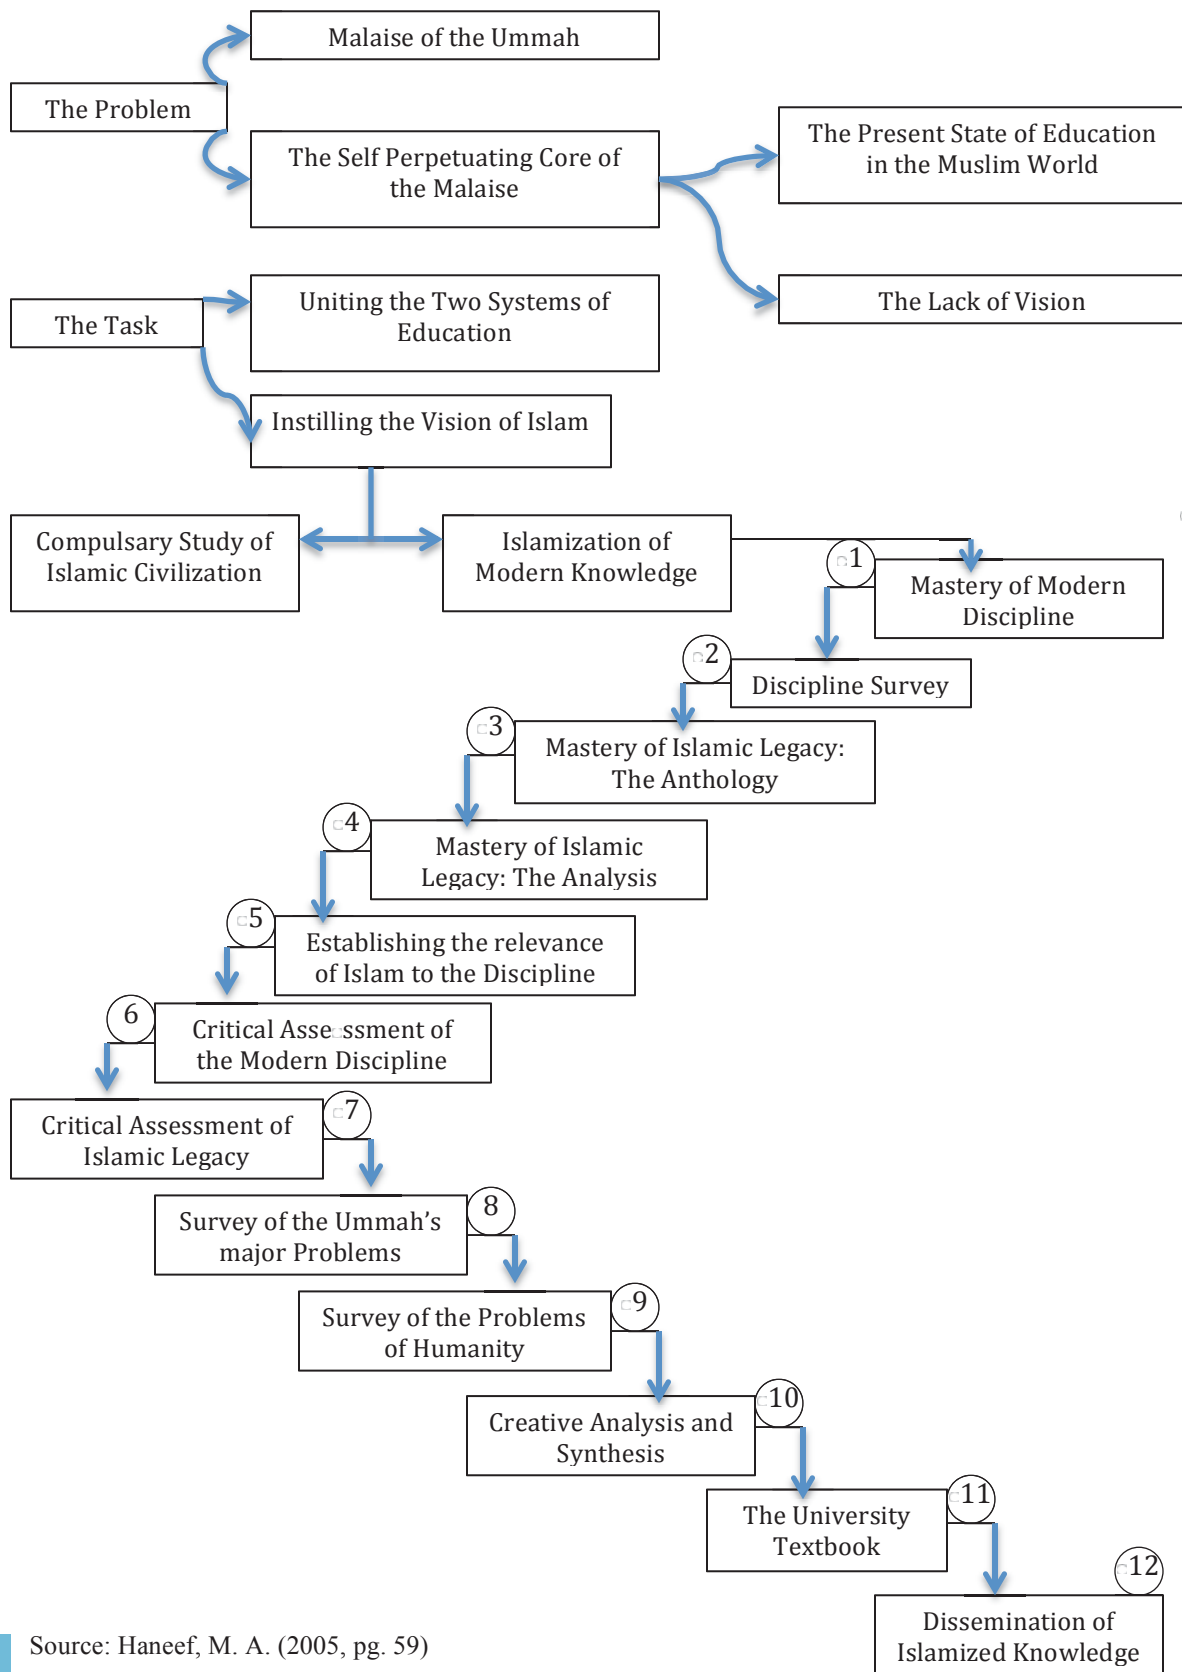 Malaise of the Ummah
The Problem
The Self Perpetuating Core of
the Malaise
The Present State of Education
in the Muslim World
The Lack of Vision
The Task
Uniting the Two Systems of
Education
Instilling the Vision of Islam
Compulsary Study of
Islamic Civilization
Islamization of
Modern Knowledge
1
Mastery of Modern
Discipline
2
Discipline Survey
3
Mastery of Islamic Legacy:
The Anthology
4
Mastery of Islamic
Legacy: The Analysis
5
Establishing the relevance
of Islam to the Discipline
6
Critical Assessment of
the Modern Discipline
Critical Assessment of
Islamic Legacy
7
Survey of the Ummah’s
major Problems
8
Survey of the Problems
of Humanity
9
Creative Analysis and
Synthesis
10
The University
Textbook
11
12
Dissemination of
Islamized Knowledge
Source: Haneef, M. A. (2005, pg. 59)